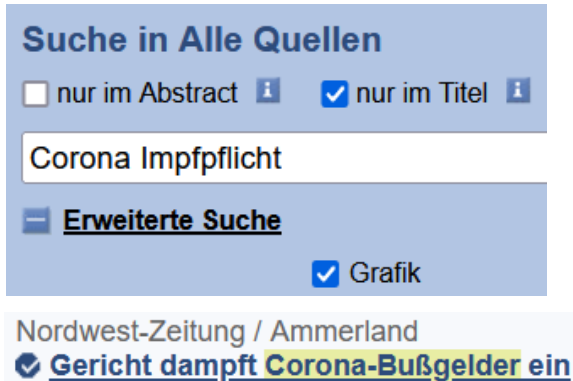 Suche in Alle Quellen
nur im Abstract i nur im Titel i
Corona Impfpflicht
Erweiterte Suche
Grafik
Nordwest-Zeitung / Ammerland
Gericht dampft Corona-Bußgelder ein